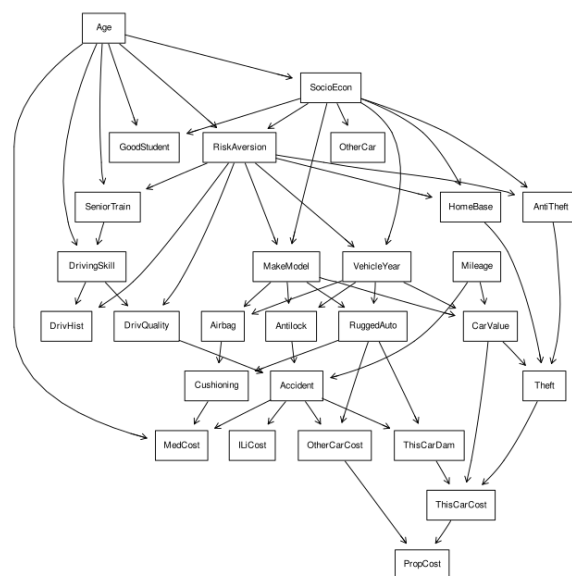 Age
SocioEcon
GoodStudent
RiskAversion
OtherCar
SeniorTrain
HomeBase
AntiTheft
DrivingSkill
MakeModel
VehicleYear
Mileage
DrivHist
DrivQuality
Airbag
Antilock
RuggedAuto
CarValue
Cushioning
Accident
Theft
MedCost
ILiCost
OtherCarCost
ThisCarDam
ThisCarCost
PropCost